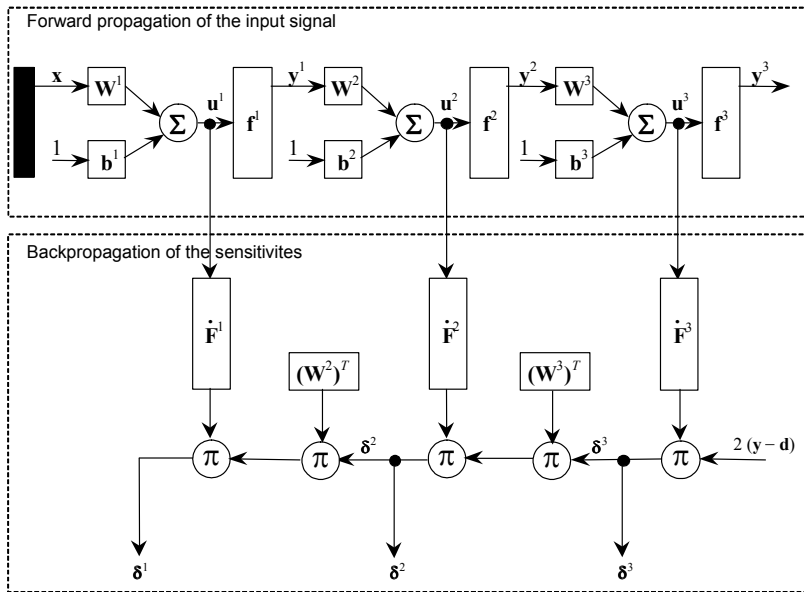 Forward propagation of the input signal
x W¹ u¹ y¹ W² u² y² W³ u³ y³
Σ f¹ Σ f² Σ f³
1 b¹ 1 b² 1 b³
Backpropagation of the sensitivites
Ḟ¹ Ḟ² Ḟ³
(W²)ᵀ (W³)ᵀ
π π δ² π π δ³ π 2 (y − d)
δ¹ δ² δ³